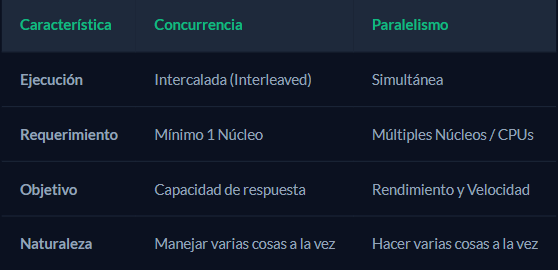 Característica Concurrencia Paralelismo
Ejecución Intercalada (Interleaved) Simultánea
Requerimiento Mínimo 1 Núcleo Múltiples Núcleos / CPUs
Objetivo Capacidad de respuesta Rendimiento y Velocidad
Naturaleza Manejar varias cosas a la vez Hacer varias cosas a la vez